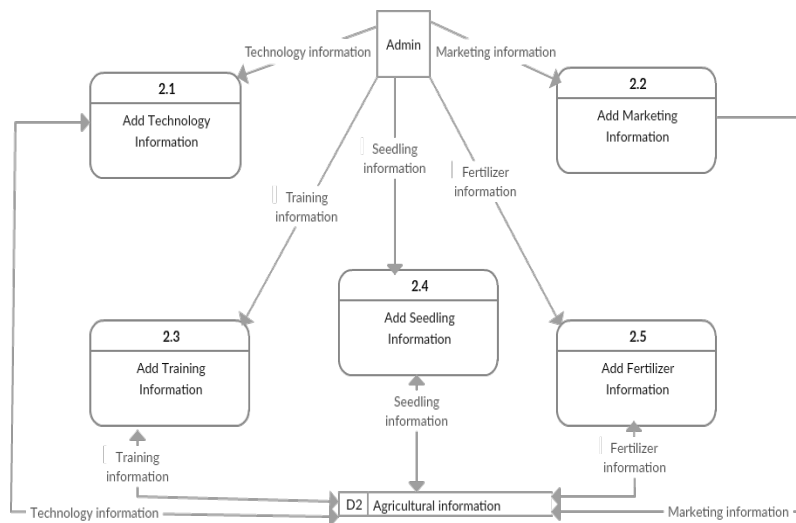 Admin
Technology information
Marketing information
2.1
Add Technology
Information
2.2
Add Marketing
Information
Seedling
information
Fertilizer
information
Training
information
2.4
Add Seedling
Information
2.3
Add Training
Information
2.5
Add Fertilizer
Information
Seedling
information
Training
information
Fertilizer
information
D2
Agricultural information
Technology information
Marketing information